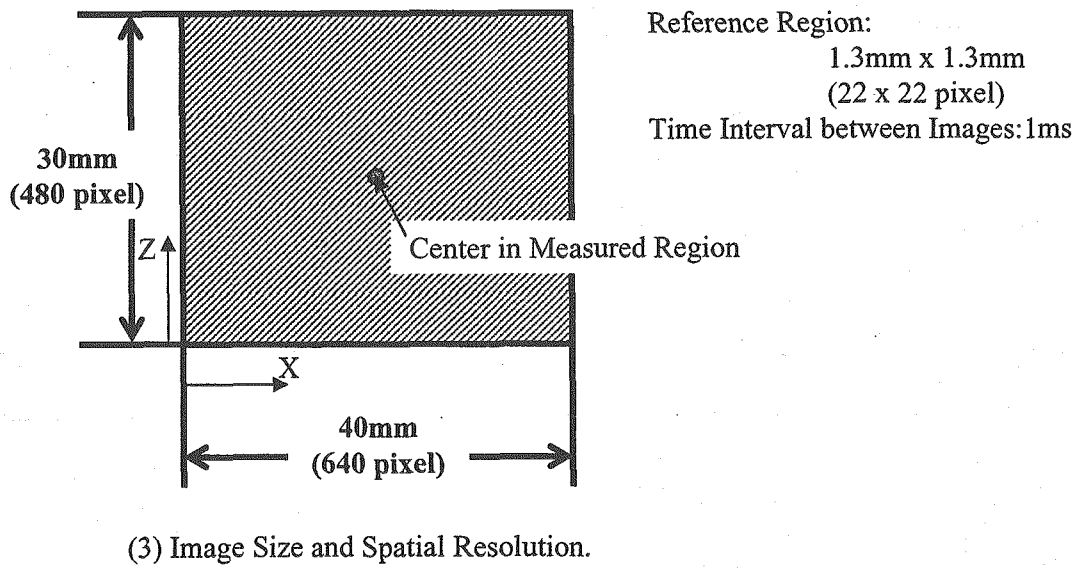 Reference Region:
1.3mm x 1.3mm
(22 x 22 pixel)
Time Interval between Images:1ms
30mm
(480 pixel)
Center in Measured Region
Z
X
40mm
(640 pixel)
(3) Image Size and Spatial Resolution.